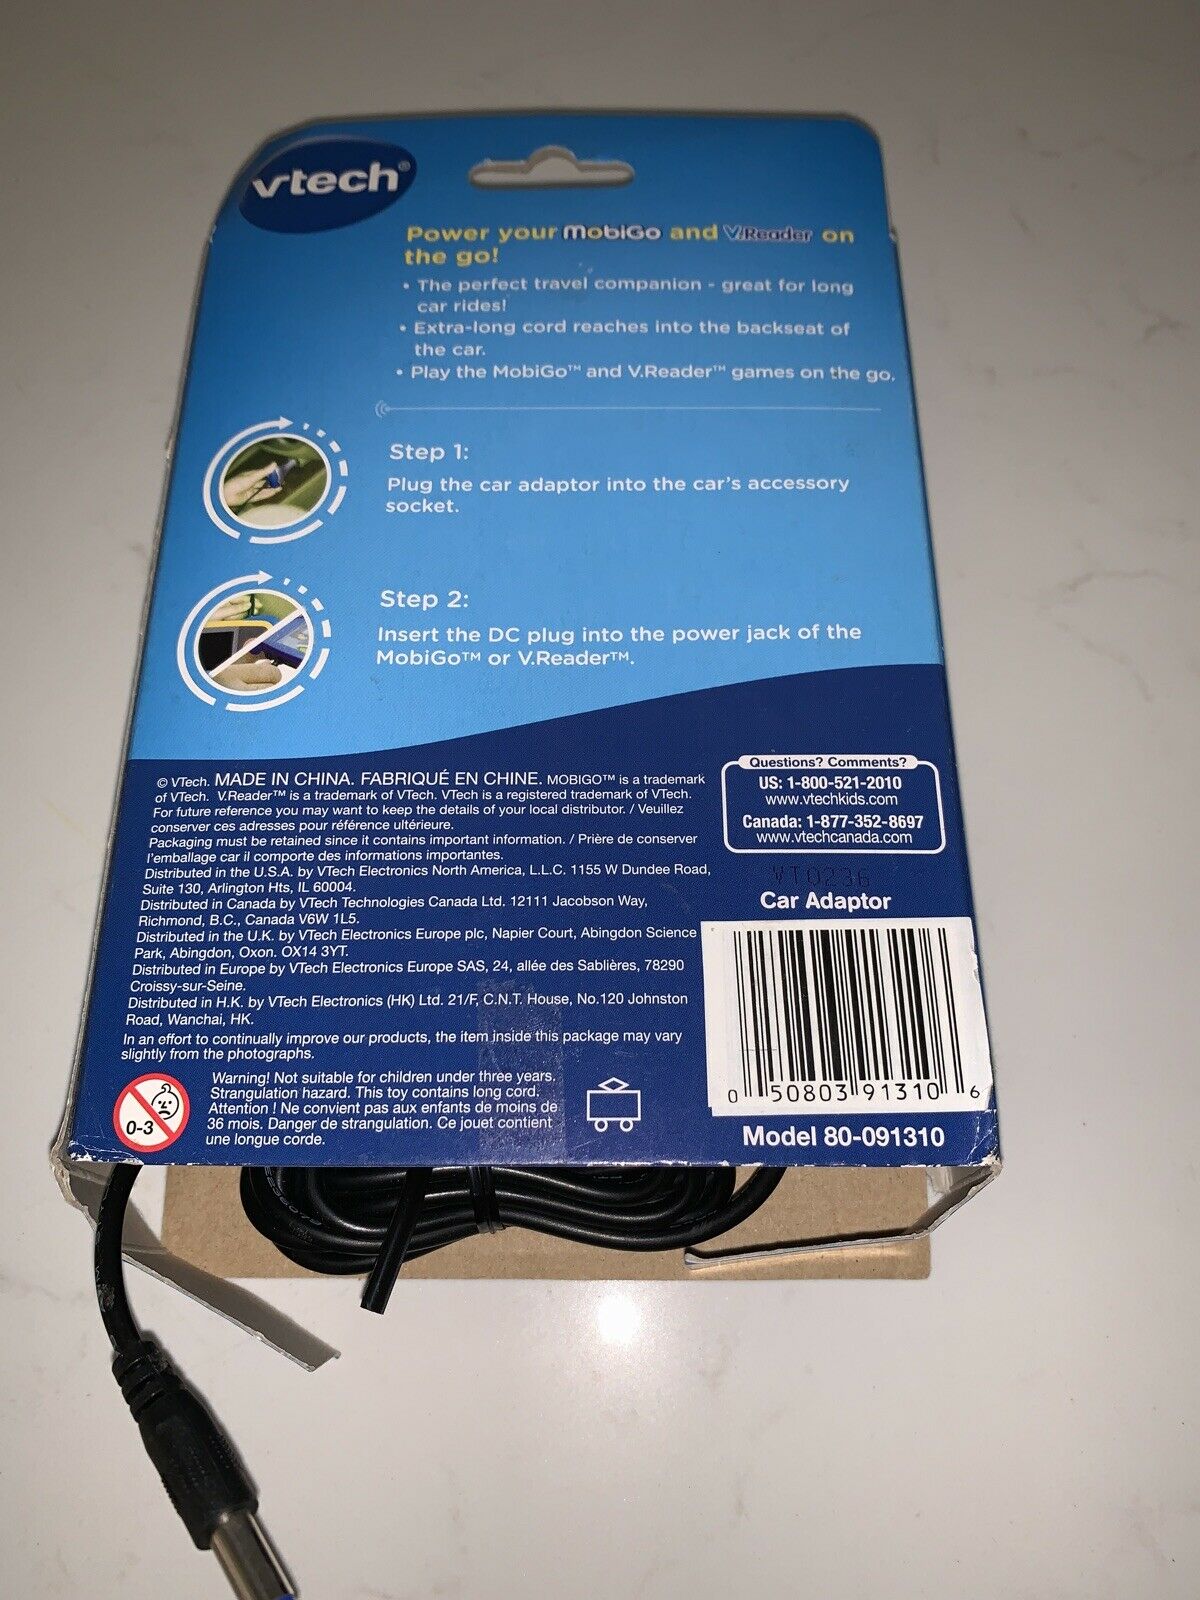 vtech®
Power your MobiGo and V.Reader on
the go!
• The perfect travel companion - great for long
car rides!
• Extra-long cord reaches into the backseat of
the car.
• Play the MobiGo™ and V.Reader™ games on the go.
Step 1:
Plug the car adaptor into the car's accessory
socket.
Step 2:
Insert the DC plug into the power jack of the
MobiGo™ or V.Reader™.
© VTech. MADE IN CHINA. FABRIQUÉ EN CHINE. MOBIGO™ is a trademark
of VTech. V.Reader™ is a trademark of VTech. VTech is a registered trademark of VTech.
For future reference you may want to keep the details of your local distributor. / Veuillez
conserver ces adresses pour référence ultérieure.
Packaging must be retained since it contains important information. / Prière de conserver
l'emballage car il comporte des informations importantes.
Distributed in the U.S.A. by VTech Electronics North America, L.L.C. 1155 W Dundee Road,
Suite 130, Arlington Hts, IL 60004.
Distributed in Canada by VTech Technologies Canada Ltd. 12111 Jacobson Way,
Richmond, B.C., Canada V6W 1L5.
Distributed in the U.K. by VTech Electronics Europe plc, Napier Court, Abingdon Science
Park, Abingdon, Oxon. OX14 3YT.
Distributed in Europe by VTech Electronics Europe SAS, 24, allée des Sablières, 78290
Croissy-sur-Seine.
Distributed in H.K. by VTech Electronics (HK) Ltd. 21/F, C.N.T. House, No.120 Johnston
Road, Wanchai, HK.
In an effort to continually improve our products, the item inside this package may vary
slightly from the photographs.
0-3
Warning! Not suitable for children under three years.
Strangulation hazard. This toy contains long cord.
Attention ! Ne convient pas aux enfants de moins de
36 mois. Danger de strangulation. Ce jouet contient
une longue corde.
Questions? Comments?
US: 1-800-521-2010
www.vtechkids.com
Canada: 1-877-352-8697
www.vtechcanada.com
VT0236
Car Adaptor
0 50803 91310 6
Model 80-091310